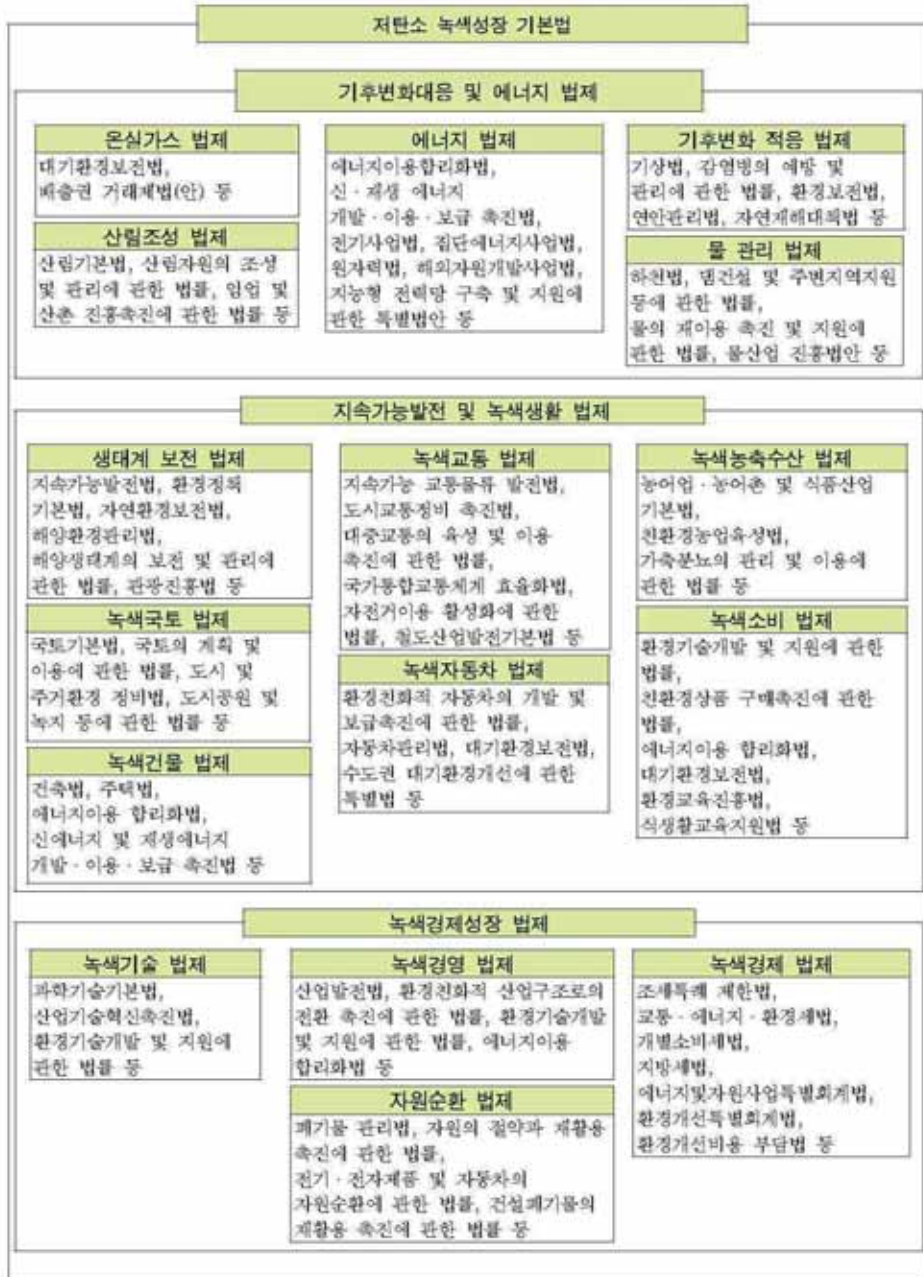 저탄소 녹색성장 기본법
기후변화대응 및 에너지 법제
온실가스 법제
대기환경보전법,
배출권 거래제법(안) 등
산림조성 법제
산림기본법, 산림자원의 조성
및 관리에 관한 법률, 임업 및
산촌 진흥촉진에 관한 법률 등
에너지 법제
에너지이용합리화법,
신·재생 에너지
개발·이용·보급 촉진법,
전기사업법, 집단에너지사업법,
원자력법, 해외자원개발사업법,
지능형 전력망 구축 및 지원에
관한 특별법안 등
기후변화 적응 법제
기상법, 감염병의 예방 및
관리에 관한 법률, 환경보전법,
연안관리법, 자연재해대책법 등
물 관리 법제
하천법, 댐건설 및 주변지역지원
등에 관한 법률,
물의 재이용 촉진 및 지원에
관한 법률, 물산업 진흥법안 등
지속가능발전 및 녹색생활 법제
생태계 보전 법제
지속가능발전법, 환경정책
기본법, 자연환경보전법,
해양환경관리법,
해양생태계의 보전 및 관리에
관한 법률, 관광진흥법 등
녹색국토 법제
국토기본법, 국토의 계획 및
이용에 관한 법률, 도시 및
주거환경 정비법, 도시공원 및
녹지 등에 관한 법률 등
녹색건물 법제
건축법, 주택법,
에너지이용 합리화법,
신에너지 및 재생에너지
개발·이용·보급 촉진법 등
녹색교통 법제
지속가능 교통물류 발전법,
도시교통정비 촉진법,
대중교통의 육성 및 이용
촉진에 관한 법률,
국가통합교통체계 효율화법,
자전거이용 활성화에 관한
법률, 철도산업발전기본법 등
녹색자동차 법제
환경친화적 자동차의 개발 및
보급촉진에 관한 법률,
자동차관리법, 대기환경보전법,
수도권 대기환경개선에 관한
특별법 등
녹색농축수산 법제
농어업·농어촌 및 식품산업
기본법,
친환경농업육성법,
가축분뇨의 관리 및 이용에
관한 법률 등
녹색소비 법제
환경기술개발 및 지원에 관한
법률,
친환경상품 구매촉진에 관한
법률,
에너지이용 합리화법,
대기환경보전법,
환경교육진흥법,
식생활교육지원법 등
녹색경제성장 법제
녹색기술 법제
과학기술기본법,
산업기술혁신촉진법,
환경기술개발 및 지원에
관한 법률 등
녹색경영 법제
산업발전법, 환경친화적 산업구조로의
전환 촉진에 관한 법률, 환경기술개발
및 지원에 관한 법률, 에너지이용
합리화법 등
자원순환 법제
폐기물 관리법, 자원의 절약과 재활용
촉진에 관한 법률,
전기·전자제품 및 자동차의
자원순환에 관한 법률, 건설폐기물의
재활용 촉진에 관한 법률 등
녹색경제 법제
조세특례 제한법,
교통·에너지·환경세법,
개별소비세법,
지방세법,
에너지및자원사업특별회계법,
환경개선특별회계법,
환경개선비용 부담법 등